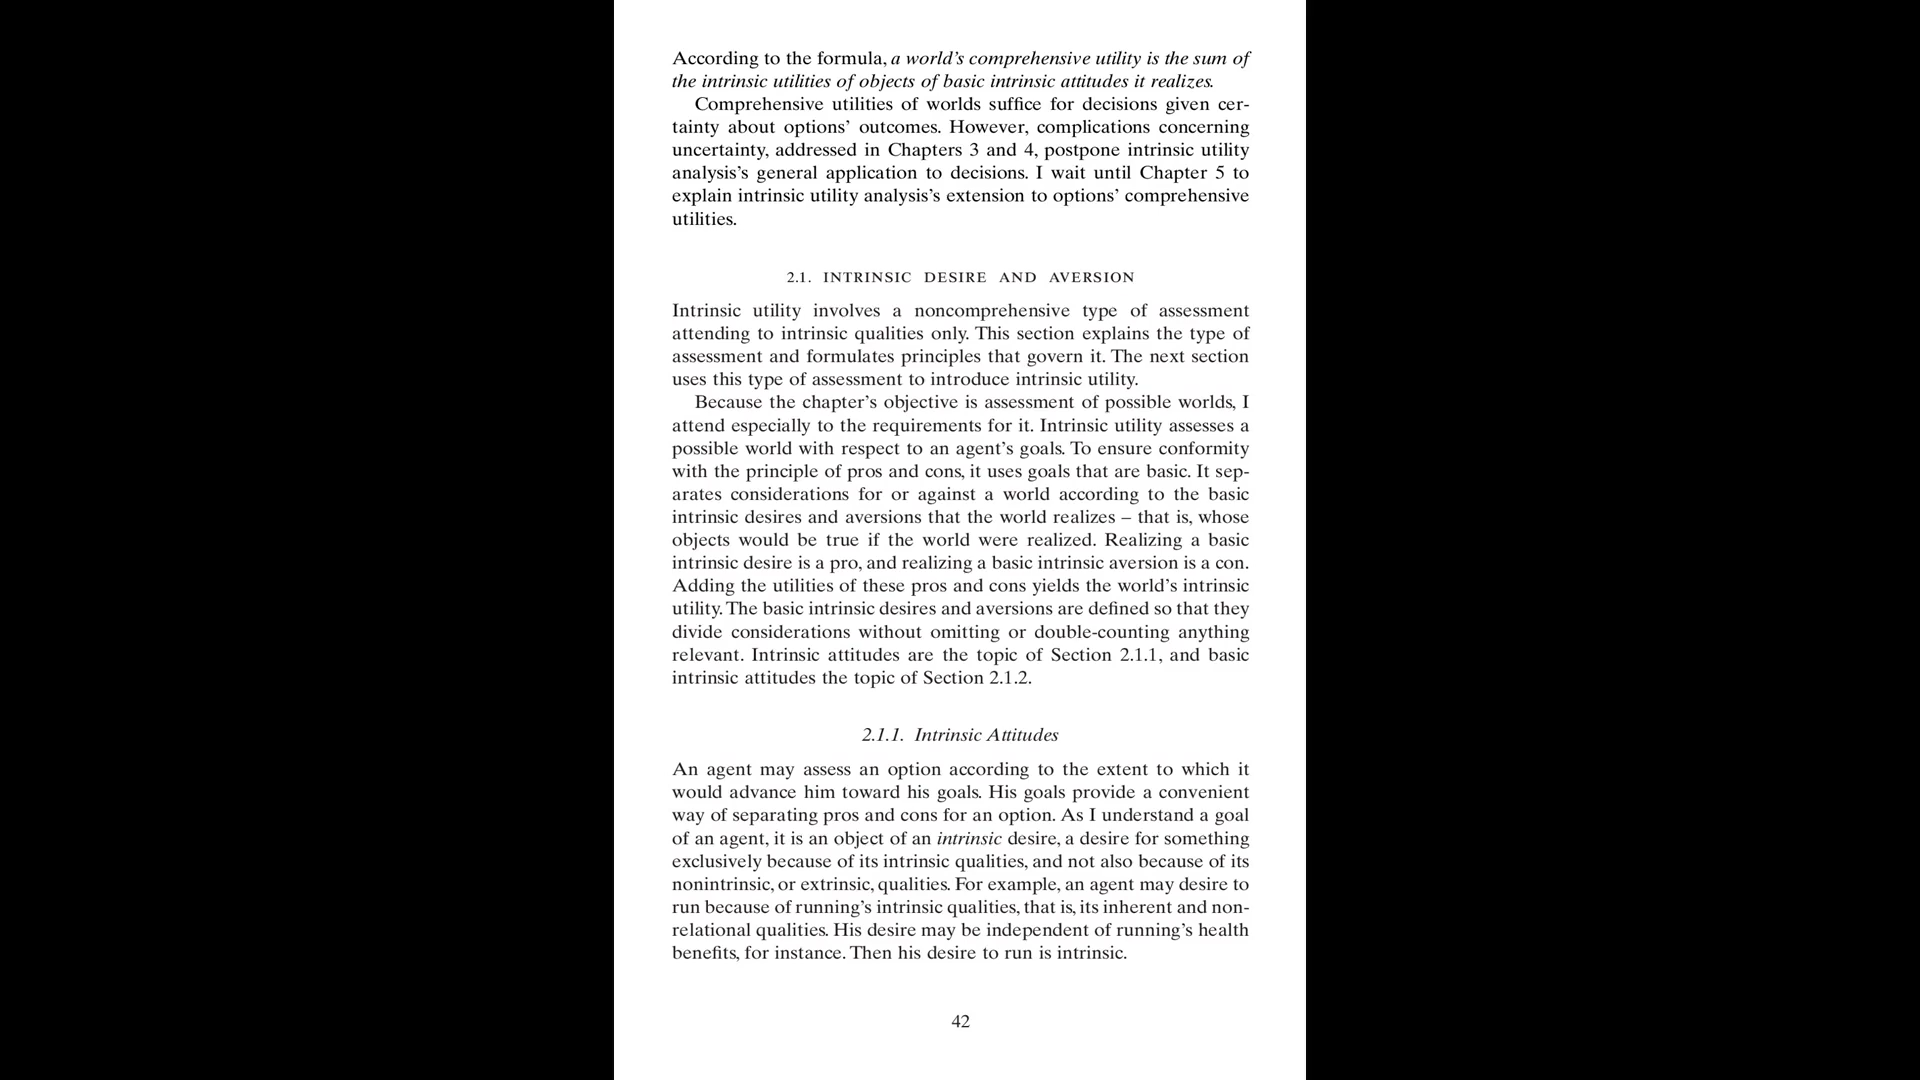 According to the formula, a world's comprehensive utility is the sum of
the intrinsic utilities of objects of basic intrinsic attitudes it realizes.
Comprehensive utilities of worlds suffice for decisions given cer-
tainty about options' outcomes. However, complications concerning
uncertainty, addressed in Chapters 3 and 4, postpone intrinsic utility
analysis's general application to decisions. I wait until Chapter 5 to
explain intrinsic utility analysis's extension to options' comprehensive
utilities.
2.1. INTRINSIC DESIRE AND AVERSION
Intrinsic utility involves a noncomprehensive type of assessment
attending to intrinsic qualities only. This section explains the type of
assessment and formulates principles that govern it. The next section
uses this type of assessment to introduce intrinsic utility.
Because the chapter's objective is assessment of possible worlds, I
attend especially to the requirements for it. Intrinsic utility assesses a
possible world with respect to an agent's goals. To ensure conformity
with the principle of pros and cons, it uses goals that are basic. It sep-
arates considerations for or against a world according to the basic
intrinsic desires and aversions that the world realizes – that is, whose
objects would be true if the world were realized. Realizing a basic
intrinsic desire is a pro, and realizing a basic intrinsic aversion is a con.
Adding the utilities of these pros and cons yields the world's intrinsic
utility. The basic intrinsic desires and aversions are defined so that they
divide considerations without omitting or double-counting anything
relevant. Intrinsic attitudes are the topic of Section 2.1.1, and basic
intrinsic attitudes the topic of Section 2.1.2.
2.1.1. Intrinsic Attitudes
An agent may assess an option according to the extent to which it
would advance him toward his goals. His goals provide a convenient
way of separating pros and cons for an option. As I understand a goal
of an agent, it is an object of an intrinsic desire, a desire for something
exclusively because of its intrinsic qualities, and not also because of its
nonintrinsic, or extrinsic, qualities. For example, an agent may desire to
run because of running's intrinsic qualities, that is, its inherent and non-
relational qualities. His desire may be independent of running's health
benefits, for instance. Then his desire to run is intrinsic.
42